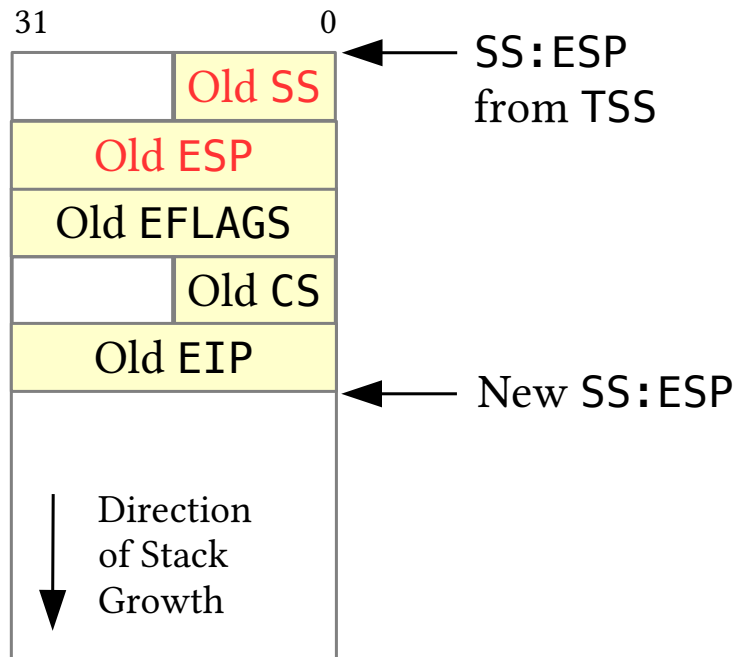 31 0
SS:ESP
from TSS
Old SS
Old ESP
Old EFLAGS
Old CS
Old EIP
New SS:ESP
Direction
of Stack
Growth